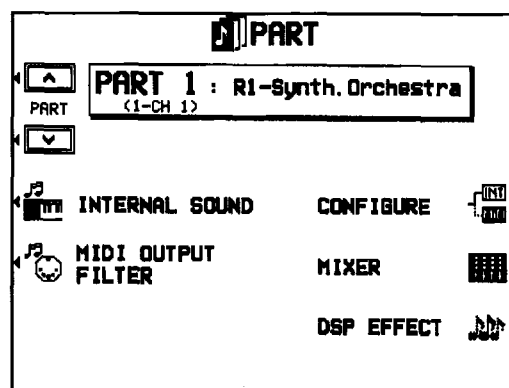 PART
PART 1 : R1-Synth.Orchestra
(1-CH 1)
PART
INTERNAL SOUND
CONFIGURE
INT
MIDI OUTPUT
FILTER
MIXER
DSP EFFECT